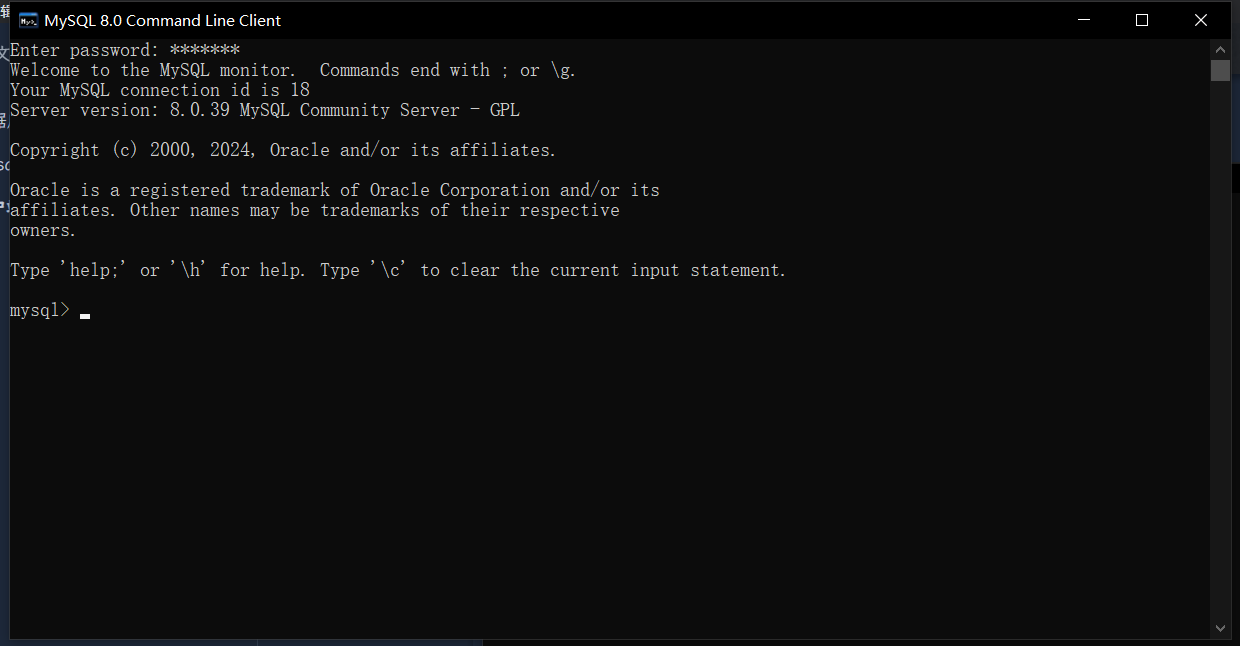 MySQL 8.0 Command Line Client
Enter password: *******
Welcome to the MySQL monitor.  Commands end with ; or \g.
Your MySQL connection id is 18
Server version: 8.0.39 MySQL Community Server - GPL
Copyright (c) 2000, 2024, Oracle and/or its affiliates.
Oracle is a registered trademark of Oracle Corporation and/or its
affiliates. Other names may be trademarks of their respective
owners.
Type 'help;' or '\h' for help. Type '\c' to clear the current input statement.
mysql>